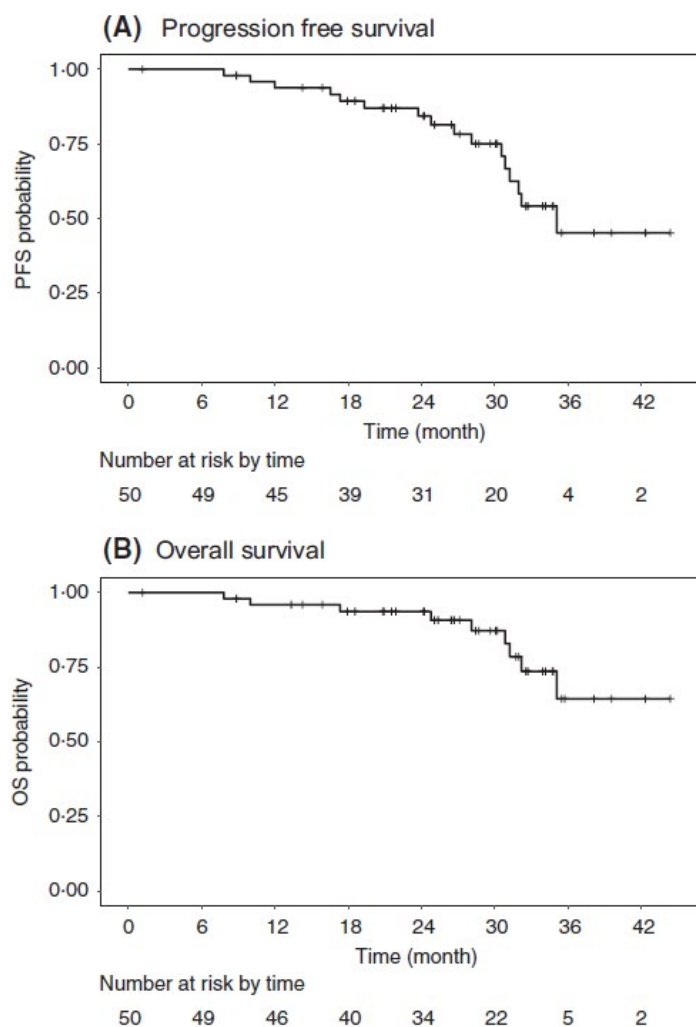 (A) Progression free survival
1·00
0·75
0·50
0·25
0·00
PFS probability
0 6 12 18 24 30 36 42
Time (month)
Number at risk by time
50 49 45 39 31 20 4 2
(B) Overall survival
1·00
0·75
0·50
0·25
0·00
OS probability
0 6 12 18 24 30 36 42
Time (month)
Number at risk by time
50 49 46 40 34 22 5 2